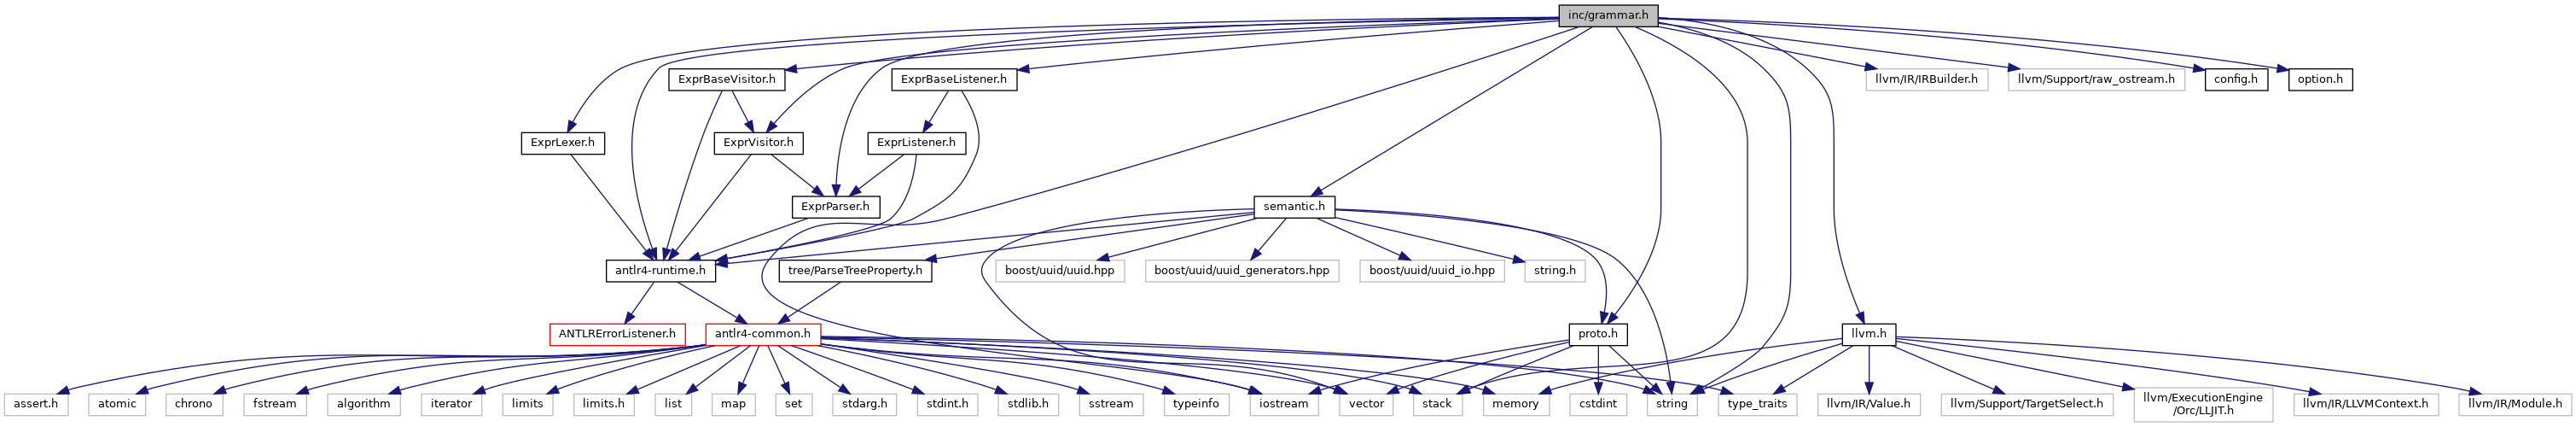 inc/grammar.h
ExprBaseVisitor.h
ExprBaseListener.h
llvm/IR/IRBuilder.h
llvm/Support/raw_ostream.h
config.h
option.h
ExprLexer.h
ExprVisitor.h
ExprListener.h
ExprParser.h
semantic.h
antlr4-runtime.h
tree/ParseTreeProperty.h
boost/uuid/uuid.hpp
boost/uuid/uuid_generators.hpp
boost/uuid/uuid_io.hpp
string.h
ANTLRErrorListener.h
antlr4-common.h
proto.h
llvm.h
assert.h
atomic
chrono
fstream
algorithm
iterator
limits
limits.h
list
map
set
stdarg.h
stdint.h
stdlib.h
sstream
typeinfo
iostream
vector
stack
memory
cstdint
string
type_traits
llvm/IR/Value.h
llvm/Support/TargetSelect.h
llvm/ExecutionEngine
/Orc/LLJIT.h
llvm/IR/LLVMContext.h
llvm/IR/Module.h